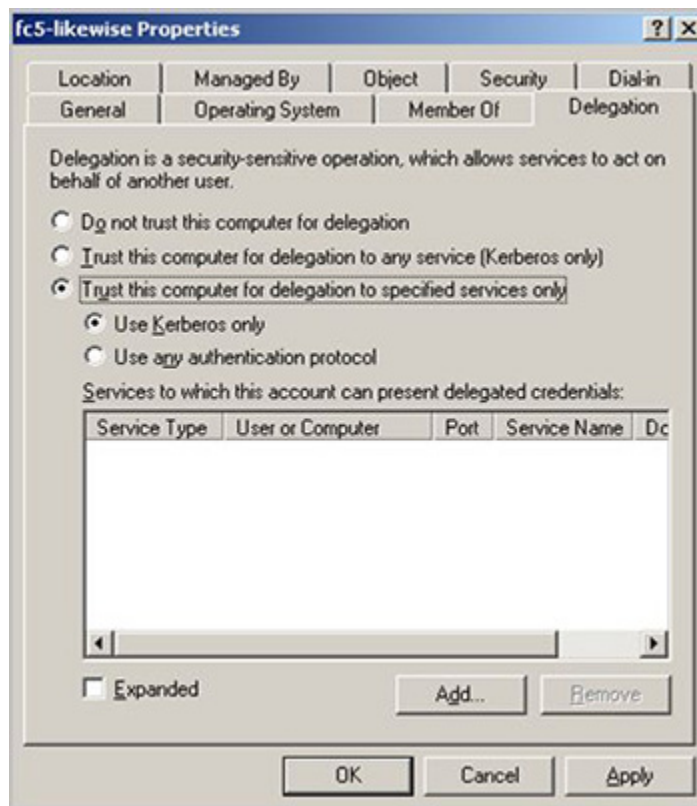 fc5-likewise Properties
Location Managed By Object Security Dial-in
General Operating System Member Of Delegation
Delegation is a security-sensitive operation, which allows services to act on
behalf of another user.
Do not trust this computer for delegation
Trust this computer for delegation to any service (Kerberos only)
Trust this computer for delegation to specified services only
Use Kerberos only
Use any authentication protocol
Services to which this account can present delegated credentials:
Service Type User or Computer Port Service Name Do
Expanded Add... Remove
OK Cancel Apply